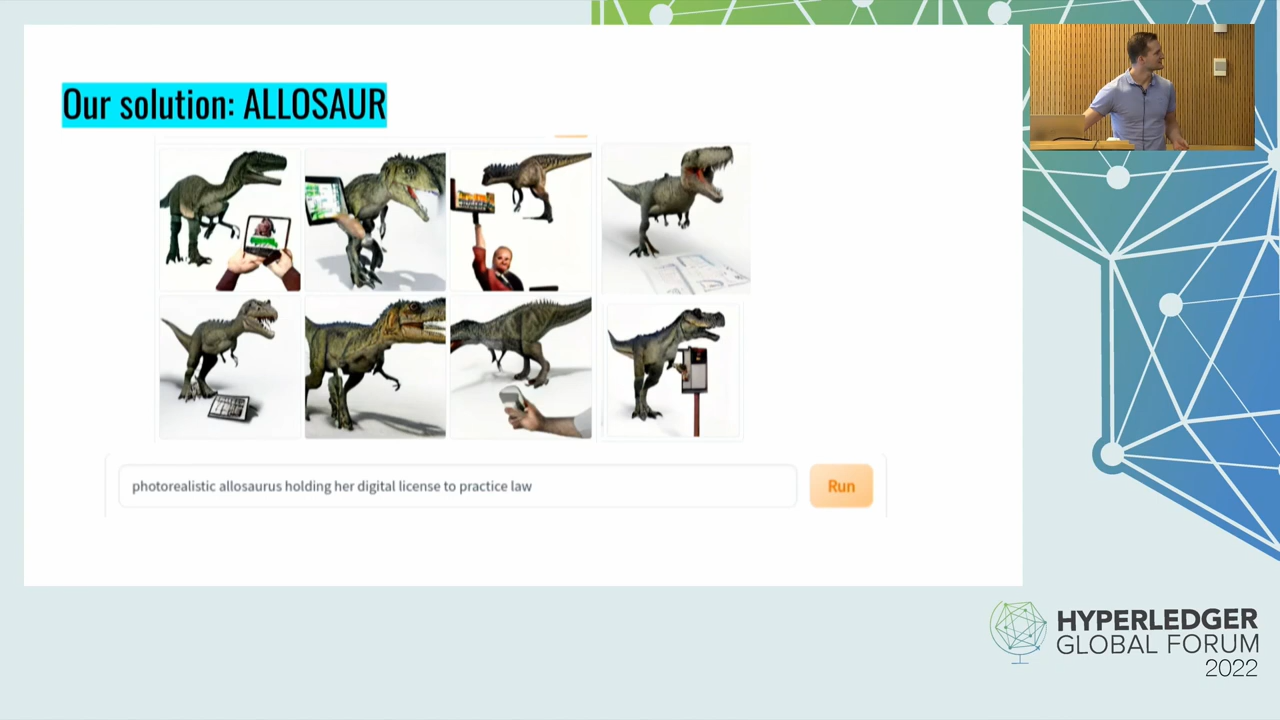 Our solution: ALLOSAUR
photorealistic allosaurus holding her digital license to practice law
Run
HYPERLEDGER
GLOBAL FORUM
2022